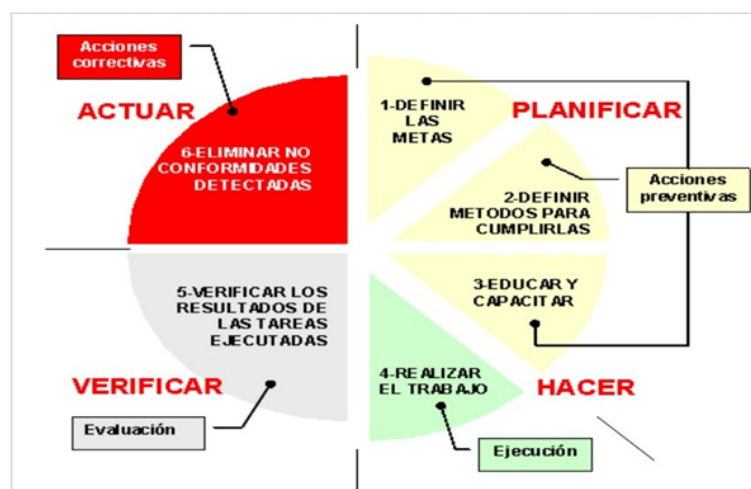 Acciones
correctivas
ACTUAR
6-ELIMINAR NO
CONFORMIDADES
DETECTADAS
1-DEFINIR
LAS
METAS
PLANIFICAR
2-DEFINIR
METODOS PARA
CUMPLIRLAS
Acciones
preventivas
3-EDUCAR Y
CAPACITAR
5-VERIFICAR LOS
RESULTADOS DE
LAS TAREAS
EJECUTADAS
VERIFICAR
Evaluación
4-REALIZAR
EL TRABAJO
HACER
Ejecución